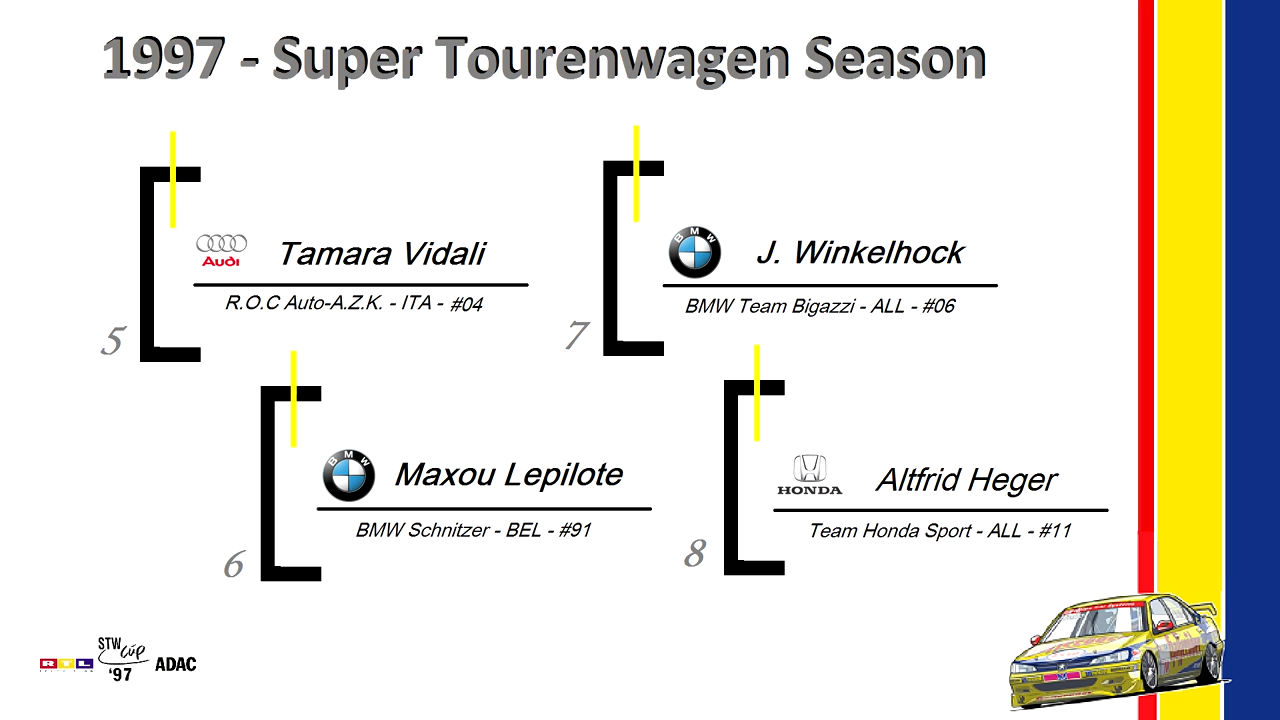 1997 - Super Tourenwagen Season
5
Audi
Tamara Vidali
R.O.C Auto-A.Z.K. - ITA - #04
7
BMW
J. Winkelhock
BMW Team Bigazzi - ALL - #06
6
BMW
Maxou Lepilote
BMW Schnitzer - BEL - #91
8
HONDA
Altfrid Heger
Team Honda Sport - ALL - #11
RTL
STW
Cup
'97
ADAC